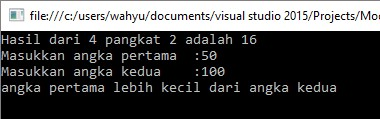 file:///c:/users/wahyu/documents/visual studio 2015/Projects/Mo
Hasil dari 4 pangkat 2 adalah 16
Masukkan angka pertama :50
Masukkan angka kedua :100
angka pertama lebih kecil dari angka kedua